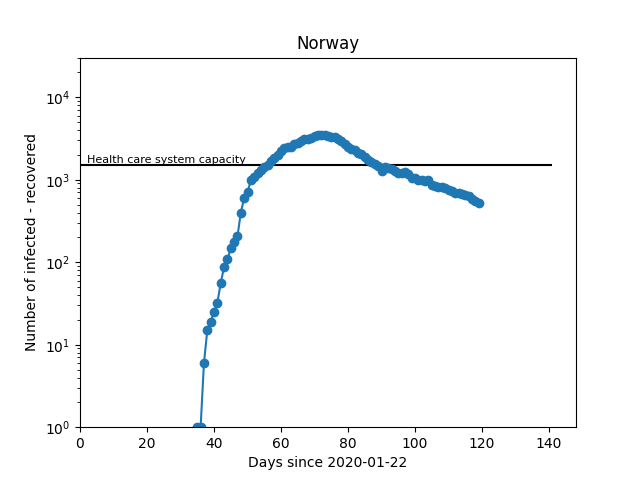 Norway
Number of infected - recovered
10^4
10^3
10^2
10^1
10^0
Health care system capacity
0 20 40 60 80 100 120 140
Days since 2020-01-22